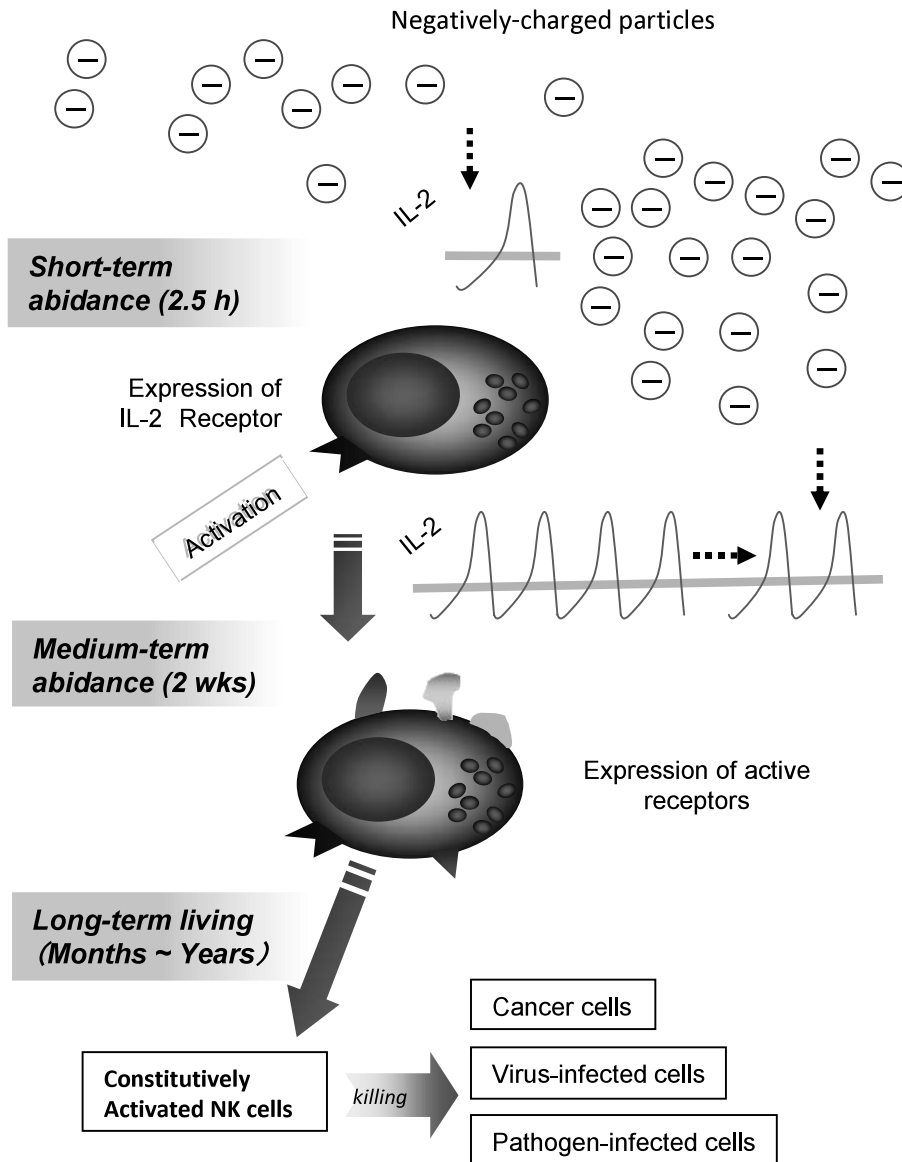 Negatively-charged particles
IL-2
Short-term
abidance (2.5 h)
Expression of
IL-2 Receptor
Activation
IL-2
Medium-term
abidance (2 wks)
Expression of active
receptors
Long-term living
（Months ~ Years）
Constitutively
Activated NK cells
killing
Cancer cells
Virus-infected cells
Pathogen-infected cells